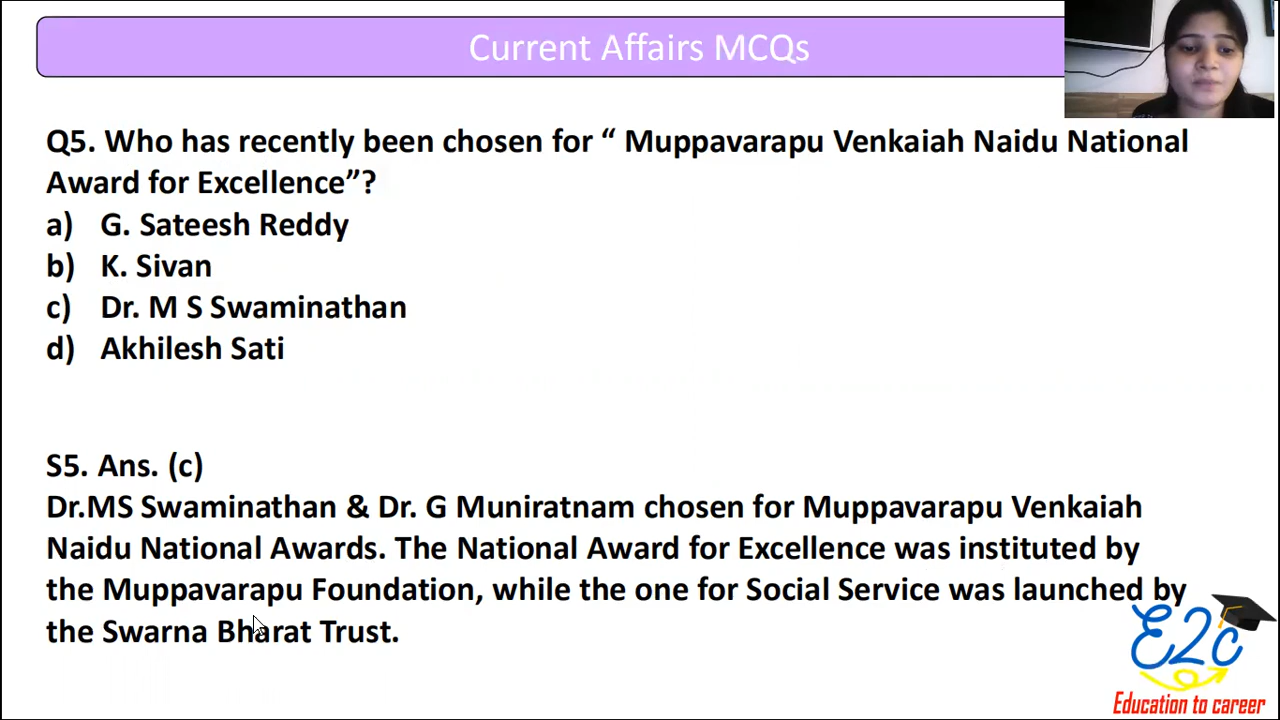 Current Affairs MCQs
Q5. Who has recently been chosen for “ Muppavarapu Venkaiah Naidu National
Award for Excellence”?
a) G. Sateesh Reddy
b) K. Sivan
c) Dr. M S Swaminathan
d) Akhilesh Sati
S5. Ans. (c)
Dr.MS Swaminathan & Dr. G Muniratnam chosen for Muppavarapu Venkaiah
Naidu National Awards. The National Award for Excellence was instituted by
the Muppavarapu Foundation, while the one for Social Service was launched by
the Swarna Bharat Trust.
E2c
Education to career